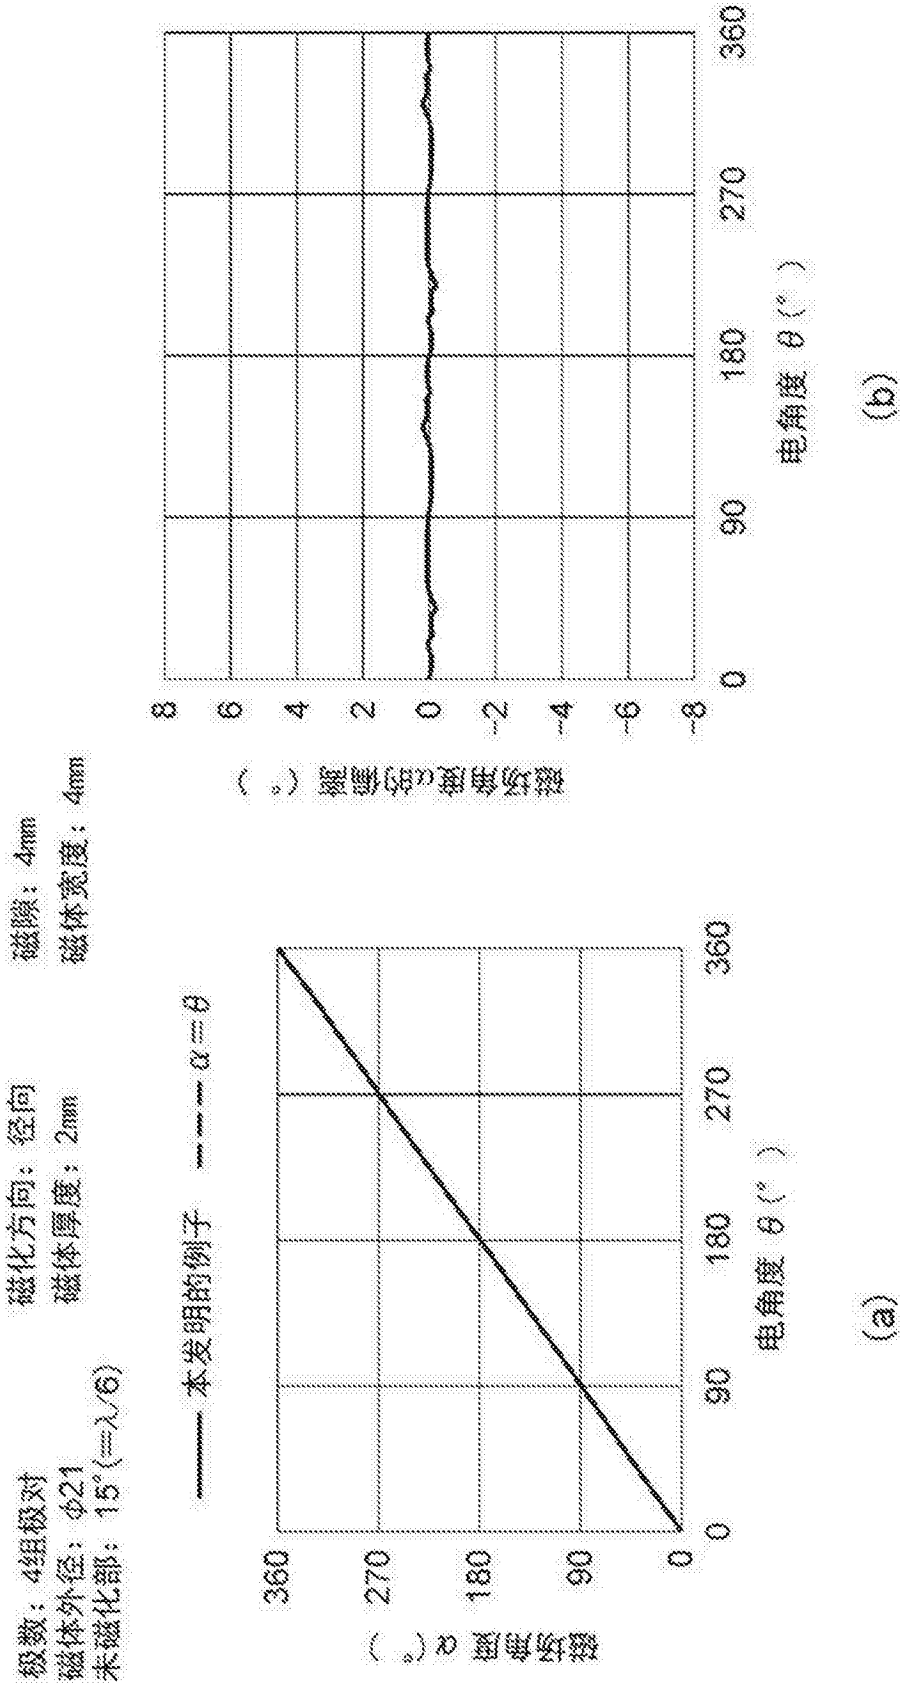 极数：4组极对 磁化方向：径向 磁隙：4mm
磁体外径：ф21 磁体厚度：2mm 磁体宽度：4mm
未磁化部：15°(=λ/6)
本发明的例子 α=θ
磁场角度 α(°)
360
270
180
90
0
0 90 180 270 360
电角度 θ(°)
(a)
磁场角度α的偏离(°)
8
6
4
2
0
-2
-4
-6
-8
0 90 180 270 360
电角度 θ(°)
(b)